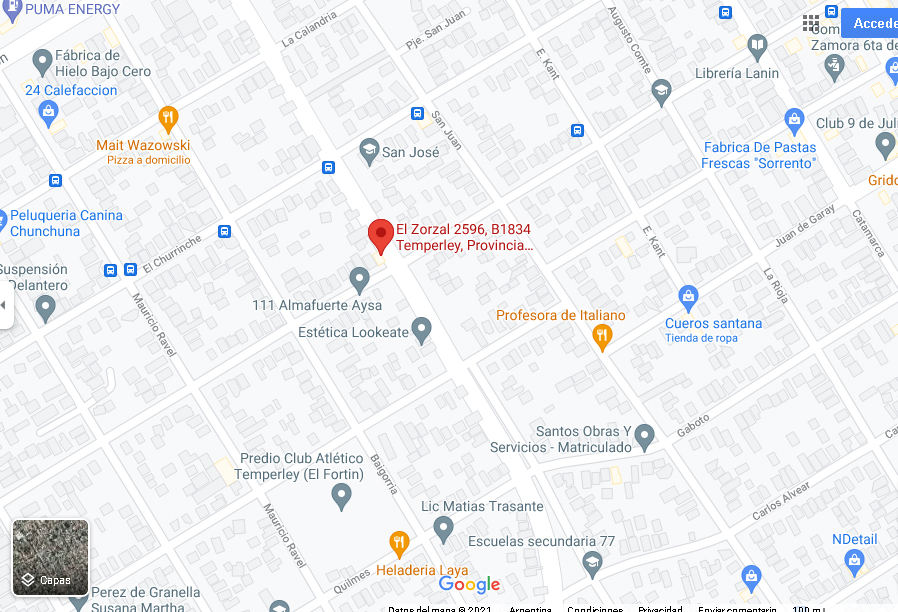 PUMA ENERGY
La Calandria
Pje. San Juan
Augusto Comte
E. Kant
Accede
Zamora 6ta de
Fábrica de
Hielo Bajo Cero
Librería Lanin
24 Calefaccion
Mait Wazowski
Pizza a domicilio
San Juan
San José
Fabrica De Pastas
Frescas "Sorrento"
Club 9 de Juli
Grido
Peluqueria Canina
Chunchuna
El Churrinche
El Zorzal 2596, B1834
Temperley, Provincia...
E. Kant
Juan de Garay
Catamarca
Suspensión
Delantero
Mauricio Ravel
111 Almafuerte Aysa
Estética Lookeate
Profesora de Italiano
La Rioja
Cueros santana
Tienda de ropa
Santos Obras Y
Servicios - Matriculado
Gaboto
Predio Club Atlético
Temperley (El Fortin)
Baigorria
Mauricio Ravel
Lic Matias Trasante
Carlos Alvear
Escuelas secundaria 77
NDetail
Heladeria Laya
Quilmes
Google
Capas
Perez de Granella
Susana Martha
Datos del mapa © 2021
Argentina
Condiciones
Privacidad
Enviar comentario
100 m